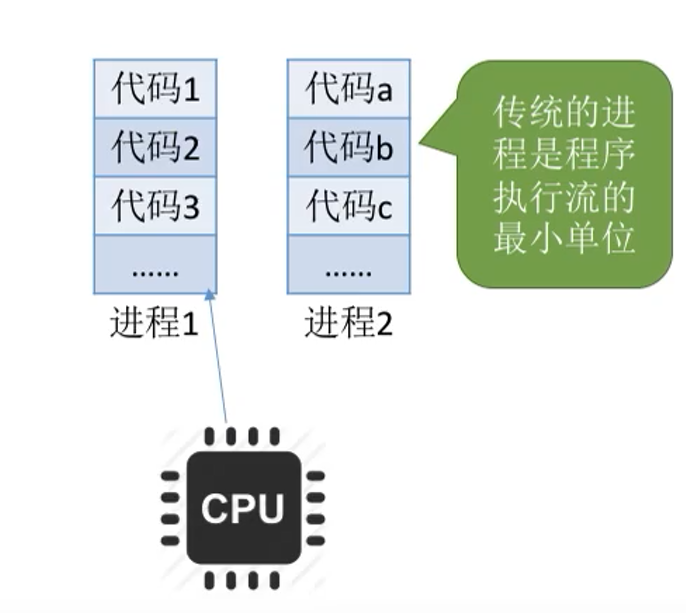 代码1
代码2
代码3
......
进程1
代码a
代码b
代码c
......
进程2
传统的进
程是程序
执行流的
最小单位
CPU